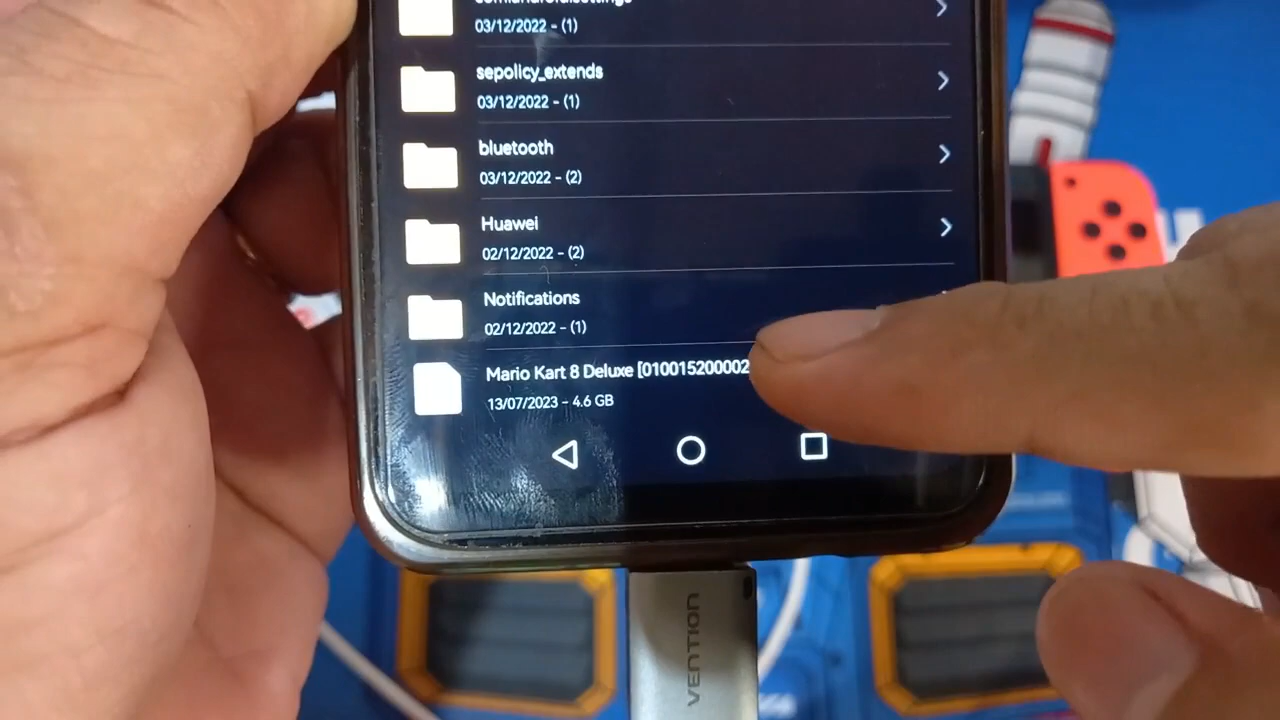 03/12/2022 - (1)
sepolicy_extends
03/12/2022 - (1)
bluetooth
03/12/2022 - (2)
Huawei
02/12/2022 - (2)
Notifications
02/12/2022 - (1)
Mario Kart 8 Deluxe [010015200002
13/07/2023 - 4.6 GB
VENTION